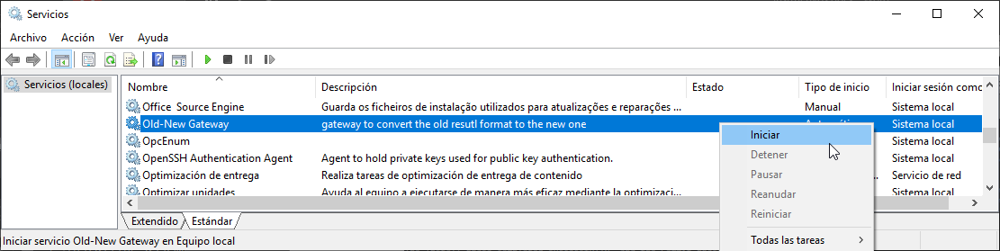 Servicios
Archivo Acción Ver Ayuda
Servicios (locales)
Nombre Descripción Estado Tipo de inicio Iniciar sesión como
Office Source Engine Guarda os ficheiros de instalação utilizados para atualizações e reparações ... Manual Sistema local
Old-New Gateway gateway to convert the old resutl format to the new one Sistema local
OpcEnum Sistema local
OpenSSH Authentication Agent Agent to hold private keys used for public key authentication. Sistema local
Optimización de entrega Realiza tareas de optimización de entrega de contenido Servicio de red
Optimizar unidades Ayuda al equipo a ejecutarse de manera más eficaz mediante la optimizaci... Sistema local
Iniciar
Detener
Pausar
Reanudar
Reiniciar
Todas las tareas
Extendido Estándar
Iniciar servicio Old-New Gateway en Equipo local